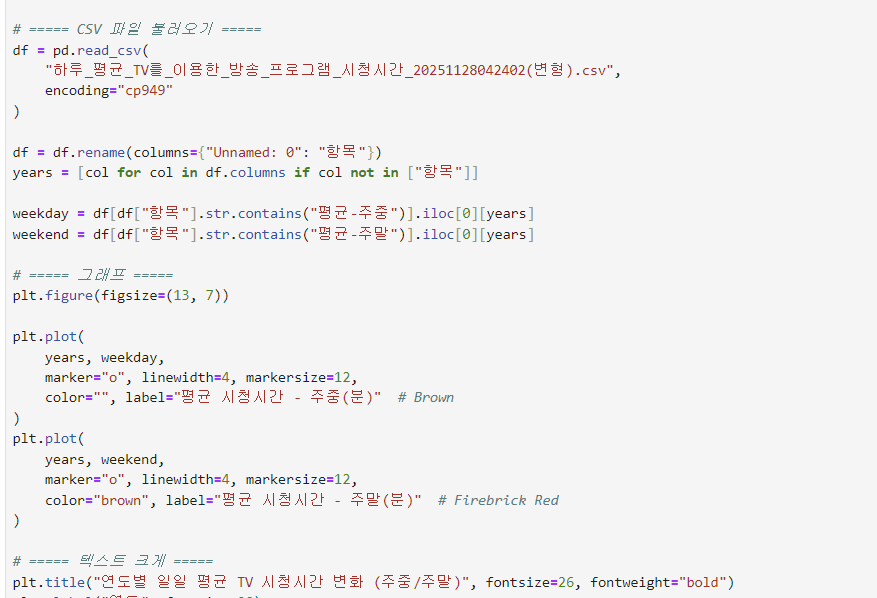 # ===== CSV 파일 불러오기 =====
df = pd.read_csv(
    "하루_평균_TV를_이용한_방송_프로그램_시청시간_20251128042402(변형).csv",
    encoding="cp949"
)
df = df.rename(columns={"Unnamed: 0": "항목"})
years = [col for col in df.columns if col not in ["항목"]]
weekday = df[df["항목"].str.contains("평균-주중")].iloc[0][years]
weekend = df[df["항목"].str.contains("평균-주말")].iloc[0][years]
# ===== 그래프 =====
plt.figure(figsize=(13, 7))
plt.plot(
    years, weekday,
    marker="o", linewidth=4, markersize=12,
    color="", label="평균 시청시간 - 주중(분)"  # Brown
)
plt.plot(
    years, weekend,
    marker="o", linewidth=4, markersize=12,
    color="brown", label="평균 시청시간 - 주말(분)"  # Firebrick Red
)
# ===== 텍스트 크게 =====
plt.title("연도별 일일 평균 TV 시청시간 변화 (주중/주말)", fontsize=26, fontweight="bold")